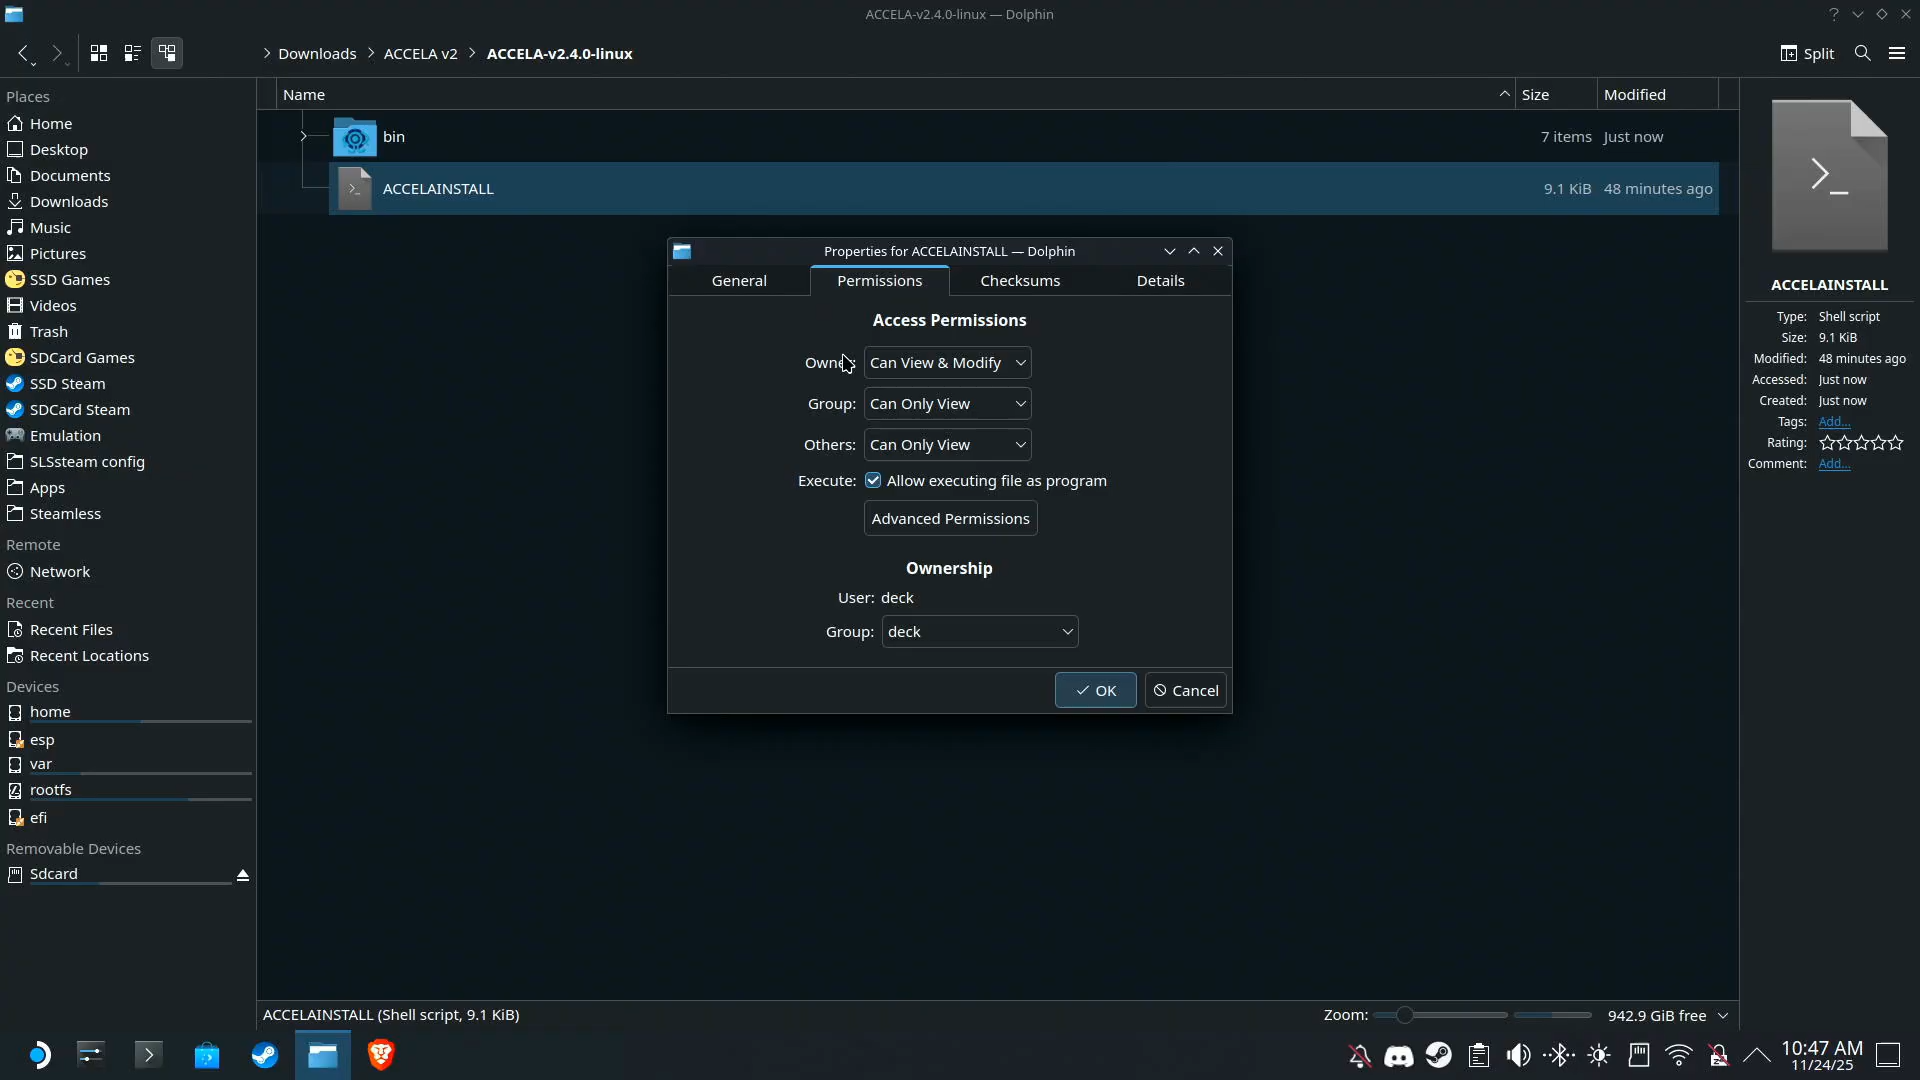 ACCELA-v2.4.0-linux — Dolphin
Downloads
ACCELA v2
ACCELA-v2.4.0-linux
Split
Places
Home
Desktop
Documents
Downloads
Music
Pictures
SSD Games
Videos
Trash
SDCard Games
SSD Steam
SDCard Steam
Emulation
SLSsteam config
Apps
Steamless
Remote
Network
Recent
Recent Files
Recent Locations
Devices
home
esp
var
rootfs
efi
Removable Devices
Sdcard
Name Size Modified
bin 7 items Just now
ACCELAINSTALL 9.1 KiB 48 minutes ago
Properties for ACCELAINSTALL — Dolphin
General Permissions Checksums Details
Access Permissions
Owner: Can View & Modify
Group: Can Only View
Others: Can Only View
Execute: Allow executing file as program
Advanced Permissions
Ownership
User: deck
Group: deck
OK Cancel
ACCELAINSTALL
Type: Shell script
Size: 9.1 KiB
Modified: 48 minutes ago
Accessed: Just now
Created: Just now
Tags: Add...
Rating:
Comment: Add...
ACCELAINSTALL (Shell script, 9.1 KiB)
Zoom:
942.9 GiB free
10:47 AM
11/24/25